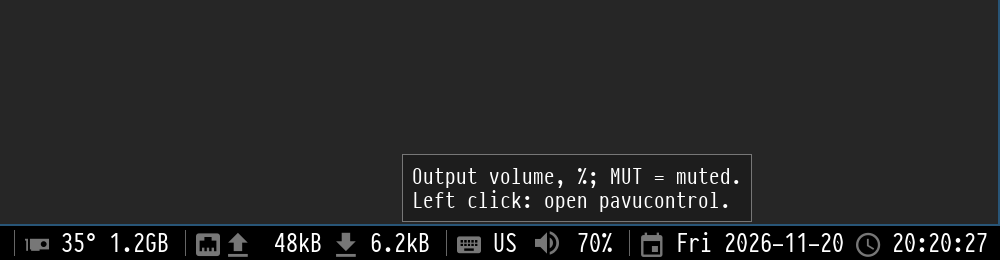 Output volume, %; MUT = muted.
Left click: open pavucontrol.
35° 1.2GB 48kB 6.2kB US 70% Fri 2026-11-20 20:20:27